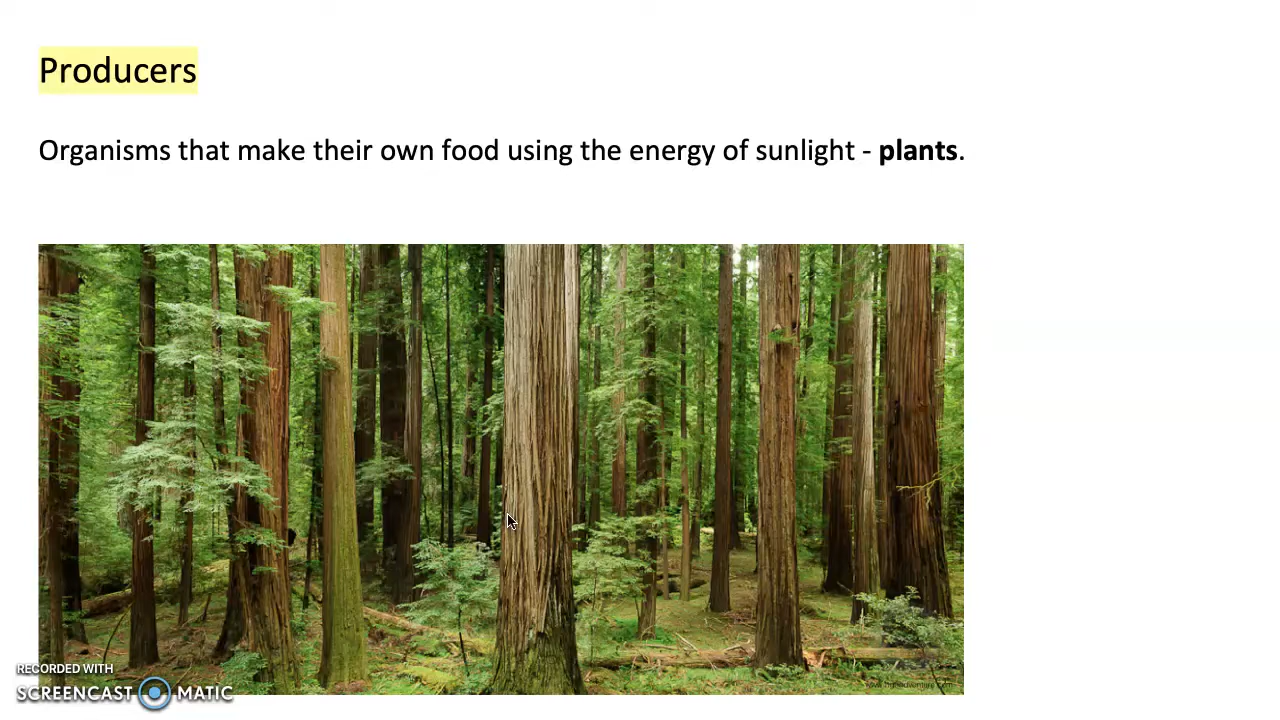 Producers
Organisms that make their own food using the energy of sunlight - plants.
RECORDED WITH
SCREENCAST MATIC